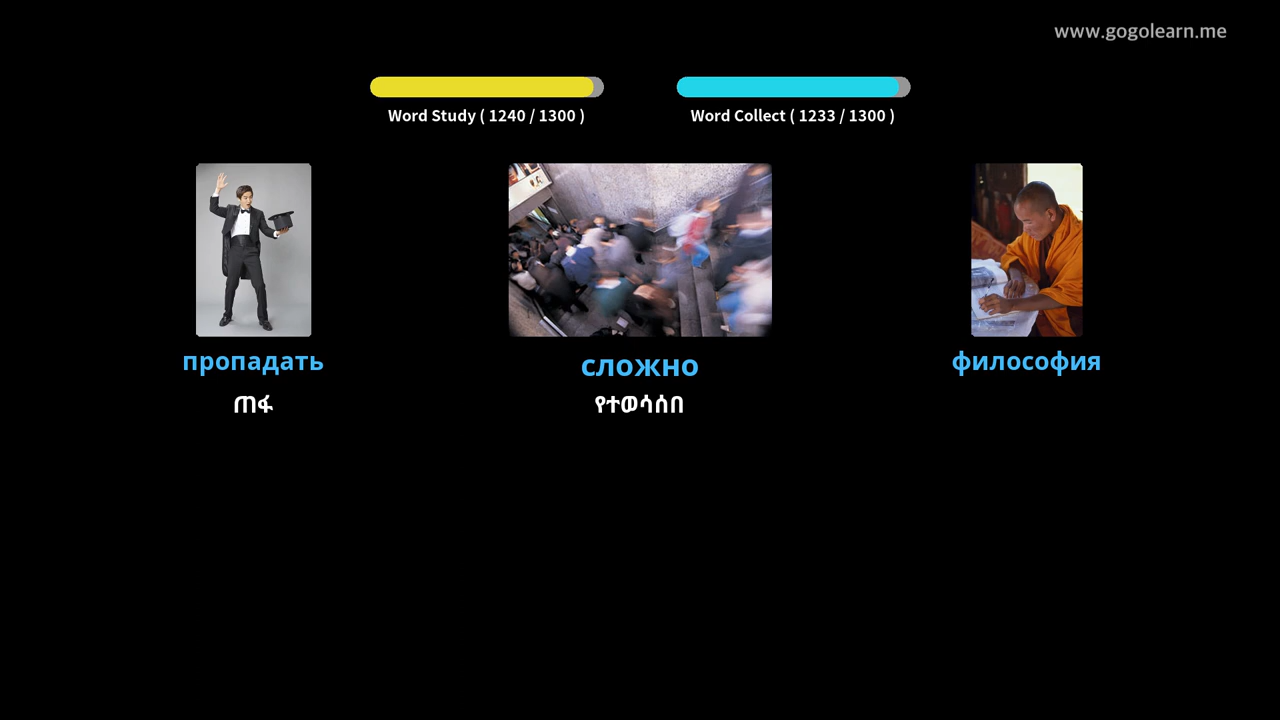 www.gogolearn.me
Word Study ( 1240 / 1300 )
Word Collect ( 1233 / 1300 )
пропадать
ጠፋ
сложно
የተወሳሰበ
философия